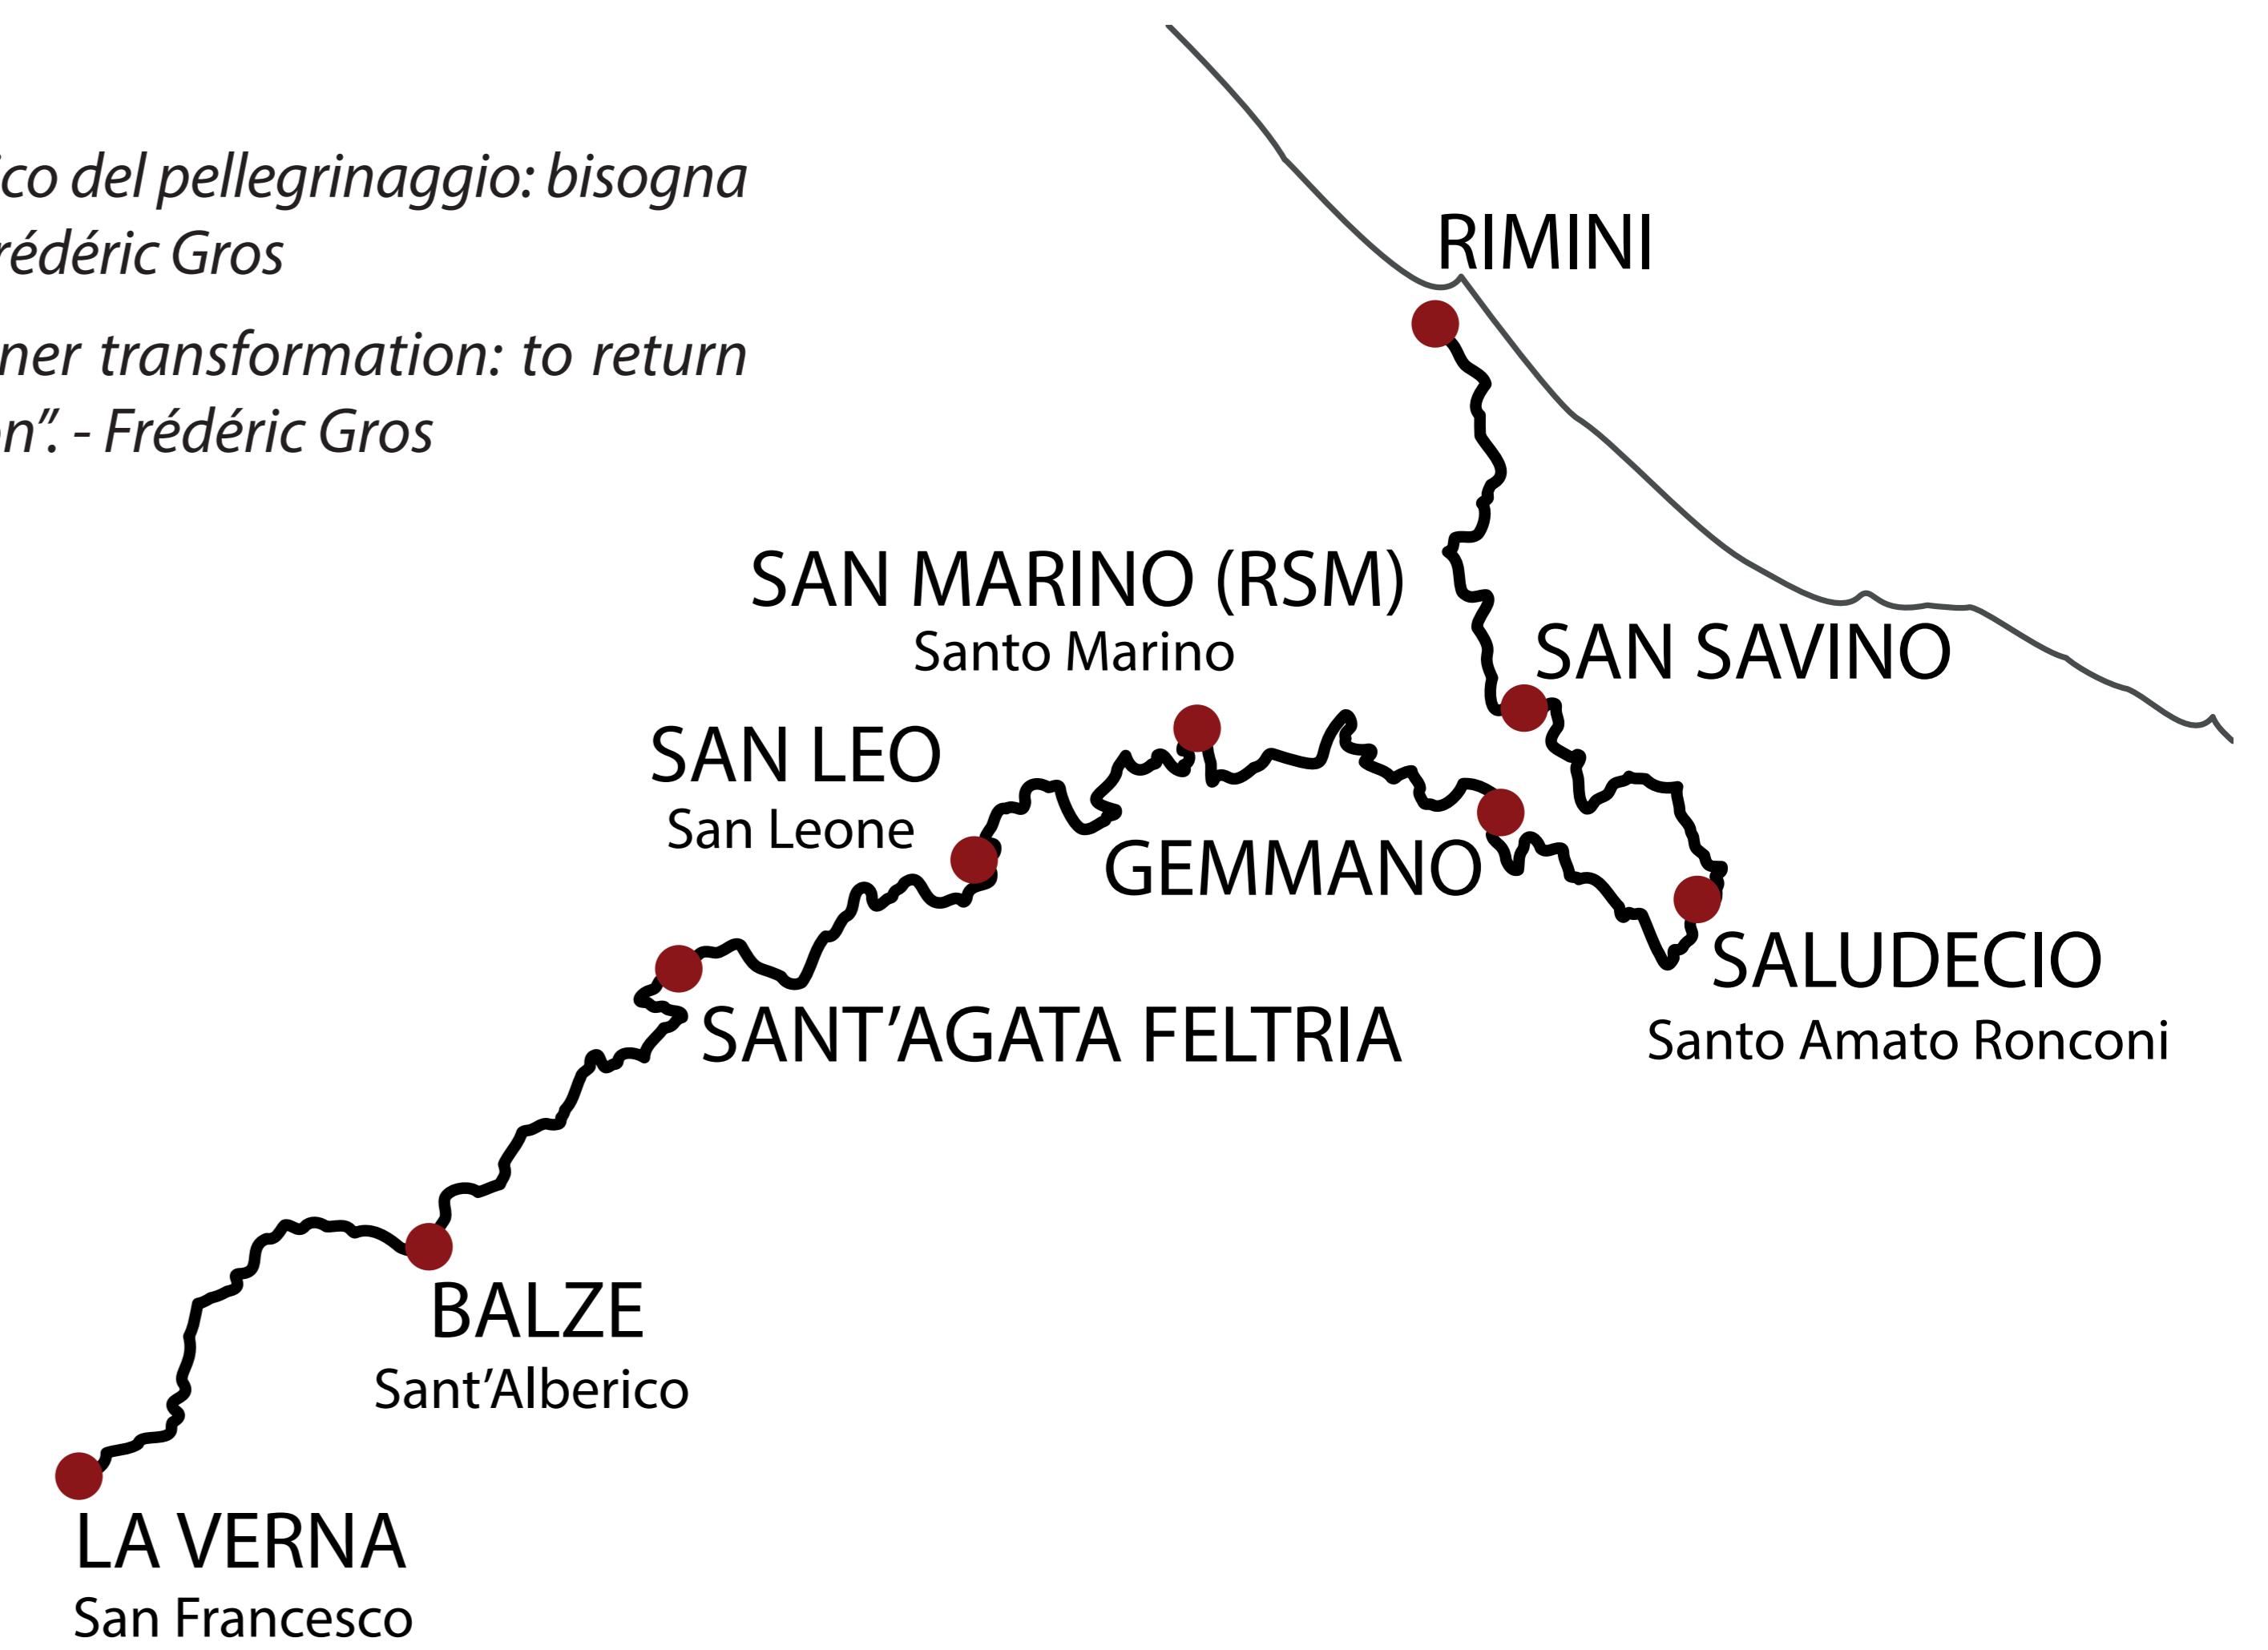 ico del pellegrinaggio: bisogna
rédéric Gros
ner transformation: to return
on”. - Frédéric Gros
RIMINI
SAN MARINO (RSM)
Santo Marino
SAN SAVINO
SAN LEO
San Leone
GEMMANO
SALUDECIO
Santo Amato Ronconi
SANT’AGATA FELTRIA
BALZE
Sant’Alberico
LA VERNA
San Francesco